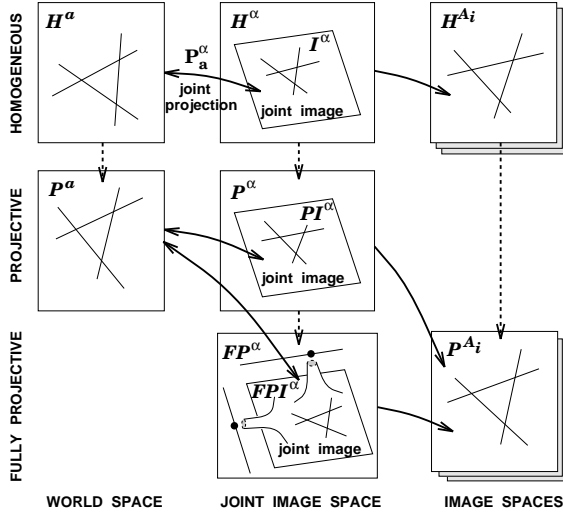 HOMOGENEOUS
H^a
P_a^α
joint
projection
H^α
I^α
joint image
H^{A_i}
PROJECTIVE
P^a
P^α
PI^α
joint image
FULLY PROJECTIVE
FP^α
FPI^α
joint image
P^{A_i}
WORLD SPACE
JOINT IMAGE SPACE
IMAGE SPACES